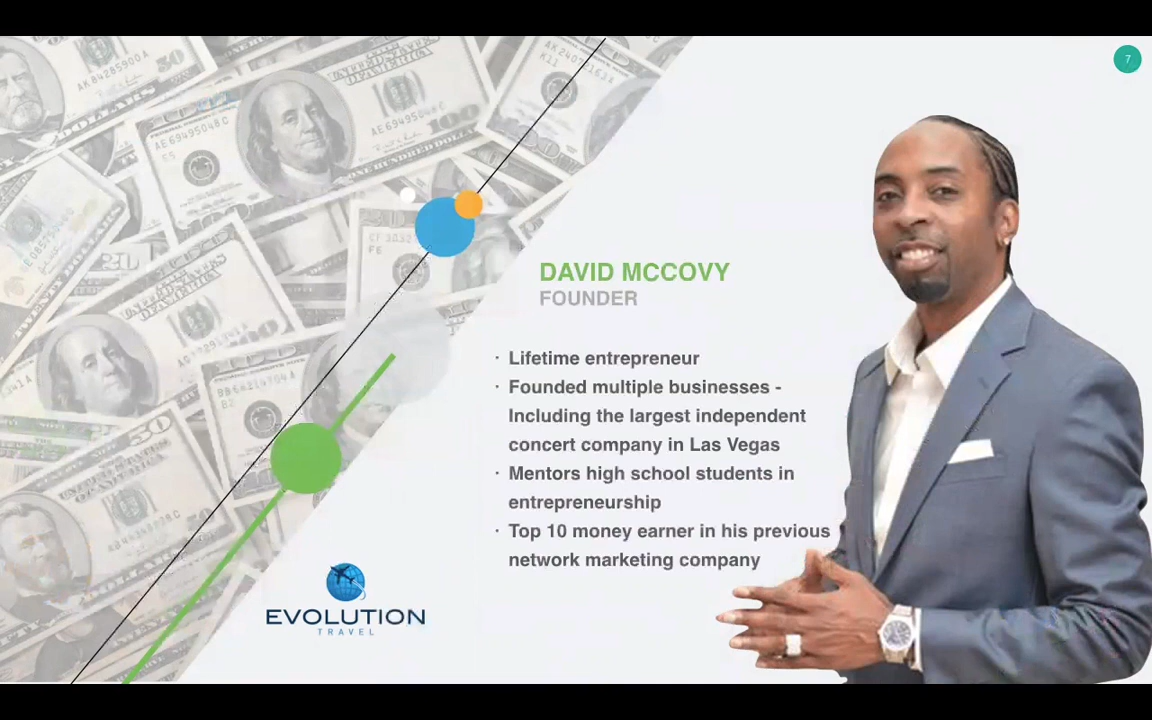 7
DAVID MCCOVY
FOUNDER
· Lifetime entrepreneur
· Founded multiple businesses -
Including the largest independent
concert company in Las Vegas
· Mentors high school students in
entrepreneurship
· Top 10 money earner in his previous
network marketing company
EVOLUTION
TRAVEL